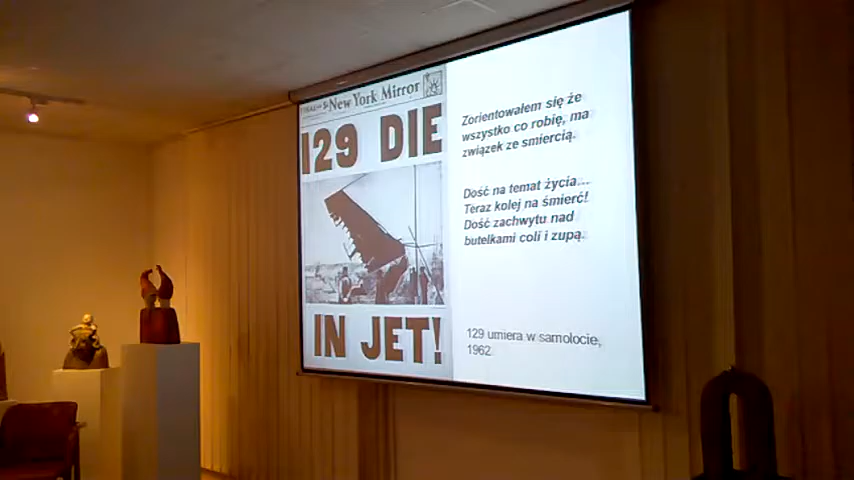 New York Mirror
129 DIE
IN JET!
Zorientowałem się że
wszystko co robię, ma
związek ze smiercią.
Dość na temat życia...
Teraz kolej na śmierć!
Dość zachwytu nad
butelkami coli i zupą.
129 umiera w samolocie,
1962.